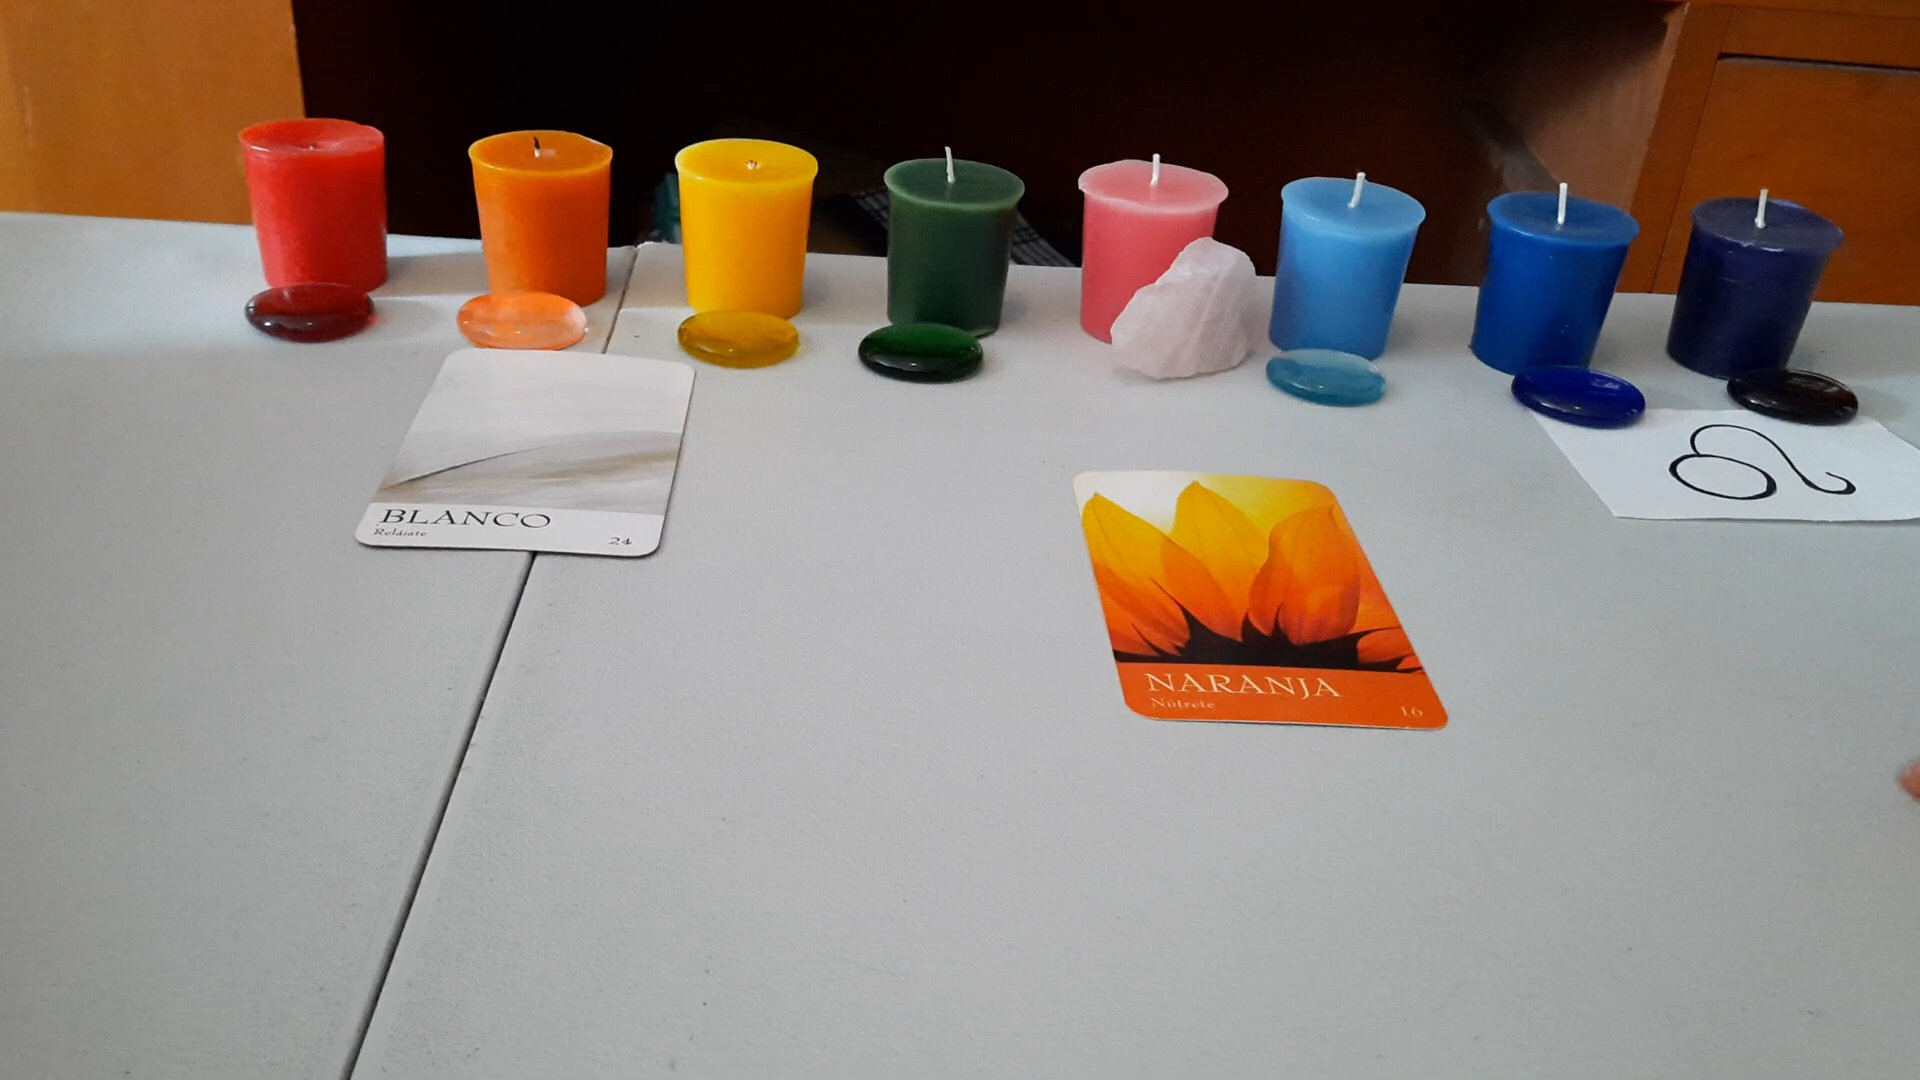 BLANCO
Relájate
24
♌
NARANJA
Nútrete
16